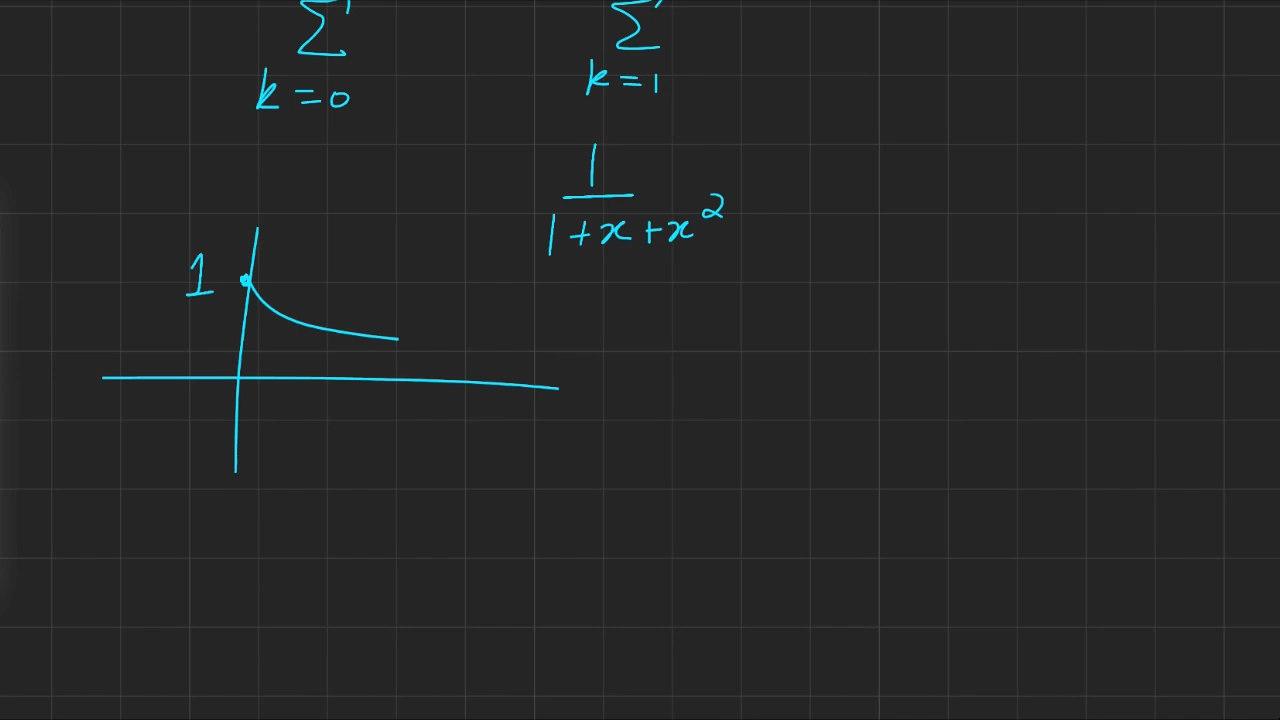 ∑ ∑
k=0 k=1
1
1+x+x²
1